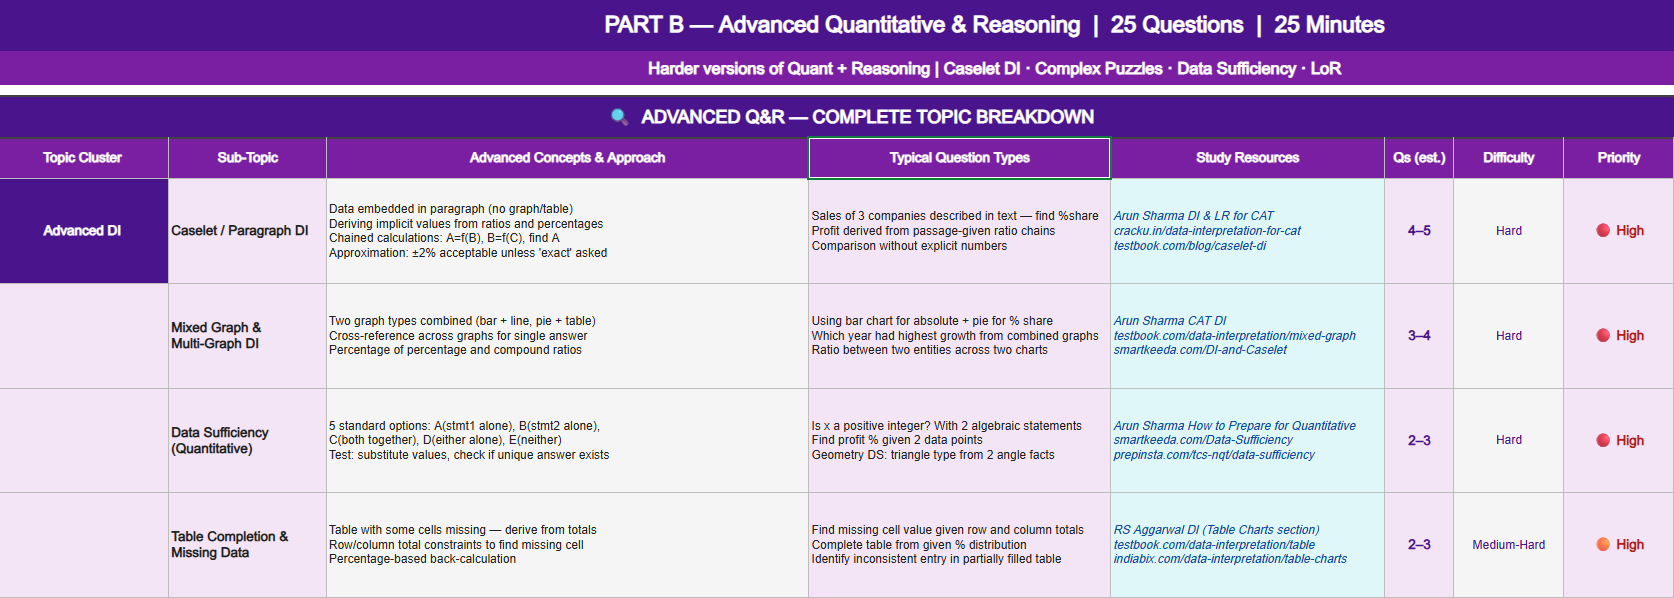 PART B — Advanced Quantitative & Reasoning | 25 Questions | 25 Minutes
Harder versions of Quant + Reasoning | Caselet DI · Complex Puzzles · Data Sufficiency · LoR
ADVANCED Q&R — COMPLETE TOPIC BREAKDOWN
Topic Cluster
Sub-Topic
Advanced Concepts & Approach
Typical Question Types
Study Resources
Qs (est.)
Difficulty
Priority
Advanced DI
Caselet / Paragraph DI
Data embedded in paragraph (no graph/table)
Deriving implicit values from ratios and percentages
Chained calculations: A=f(B), B=f(C), find A
Approximation: ±2% acceptable unless 'exact' asked
Sales of 3 companies described in text — find %share
Profit derived from passage-given ratio chains
Comparison without explicit numbers
Arun Sharma DI & LR for CAT
cracku.in/data-interpretation-for-cat
testbook.com/blog/caselet-di
4–5
Hard
High
Mixed Graph &
Multi-Graph DI
Two graph types combined (bar + line, pie + table)
Cross-reference across graphs for single answer
Percentage of percentage and compound ratios
Using bar chart for absolute + pie for % share
Which year had highest growth from combined graphs
Ratio between two entities across two charts
Arun Sharma CAT DI
testbook.com/data-interpretation/mixed-graph
smartkeeda.com/DI-and-Caselet
3–4
Hard
High
Data Sufficiency
(Quantitative)
5 standard options: A(stmt1 alone), B(stmt2 alone),
C(both together), D(either alone), E(neither)
Test: substitute values, check if unique answer exists
Is x a positive integer? With 2 algebraic statements
Find profit % given 2 data points
Geometry DS: triangle type from 2 angle facts
Arun Sharma How to Prepare for Quantitative
smartkeeda.com/Data-Sufficiency
prepinsta.com/tcs-nqt/data-sufficiency
2–3
Hard
High
Table Completion &
Missing Data
Table with some cells missing — derive from totals
Row/column total constraints to find missing cell
Percentage-based back-calculation
Find missing cell value given row and column totals
Complete table from given % distribution
Identify inconsistent entry in partially filled table
RS Aggarwal DI (Table Charts section)
testbook.com/data-interpretation/table
indiabix.com/data-interpretation/table-charts
2–3
Medium-Hard
High